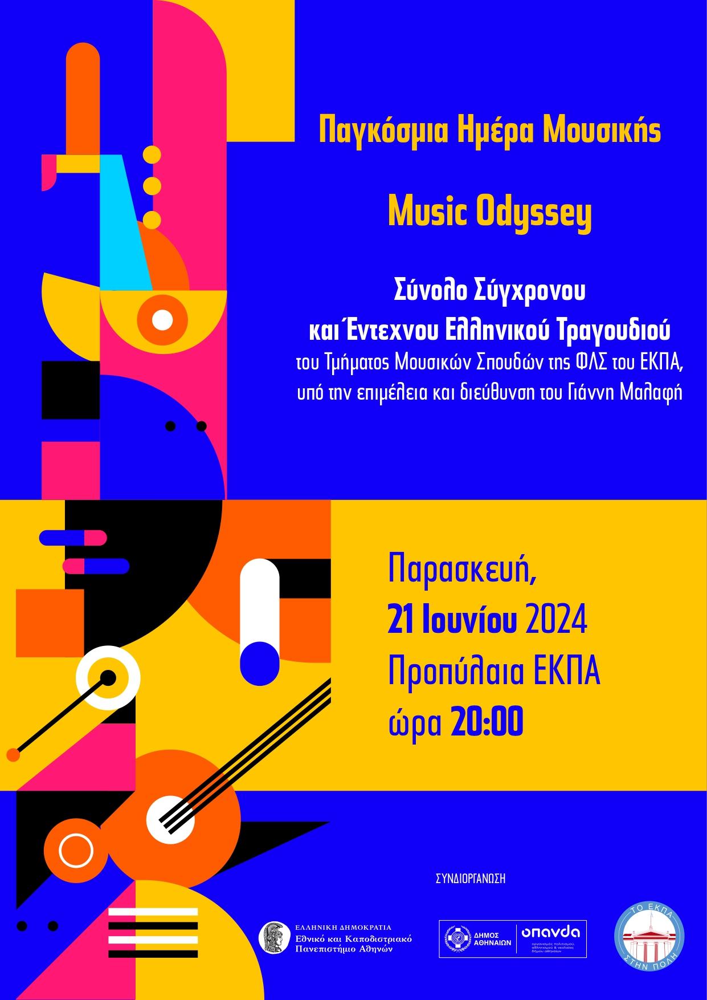 Παγκόσμια Ημέρα Μουσικής
Music Odyssey
Σύνολο Σύγχρονου
και Έντεχνου Ελληνικού Τραγουδιού
του Τμήματος Μουσικών Σπουδών της ΦΛΣ του ΕΚΠΑ,
υπό την επιμέλεια και διεύθυνση του Γιάννη Μαλαφή
Παρασκευή,
21 Ιουνίου 2024
Προπύλαια ΕΚΠΑ
ώρα 20:00
ΣΥΝΔΙΟΡΓΑΝΩΣΗ
ΕΛΛΗΝΙΚΗ ΔΗΜΟΚΡΑΤΙΑ
Εθνικό και Καποδιστριακό
Πανεπιστήμιο Αθηνών
ΔΗΜΟΣ
ΑΘΗΝΑΙΩΝ
οπανδα
οργανισμός πολιτισμού,
αθλητισμού & νεολαίας
δήμου αθηναίων
ΤΟ ΕΚΠΑ
ΣΤΗΝ ΠΟΛΗ